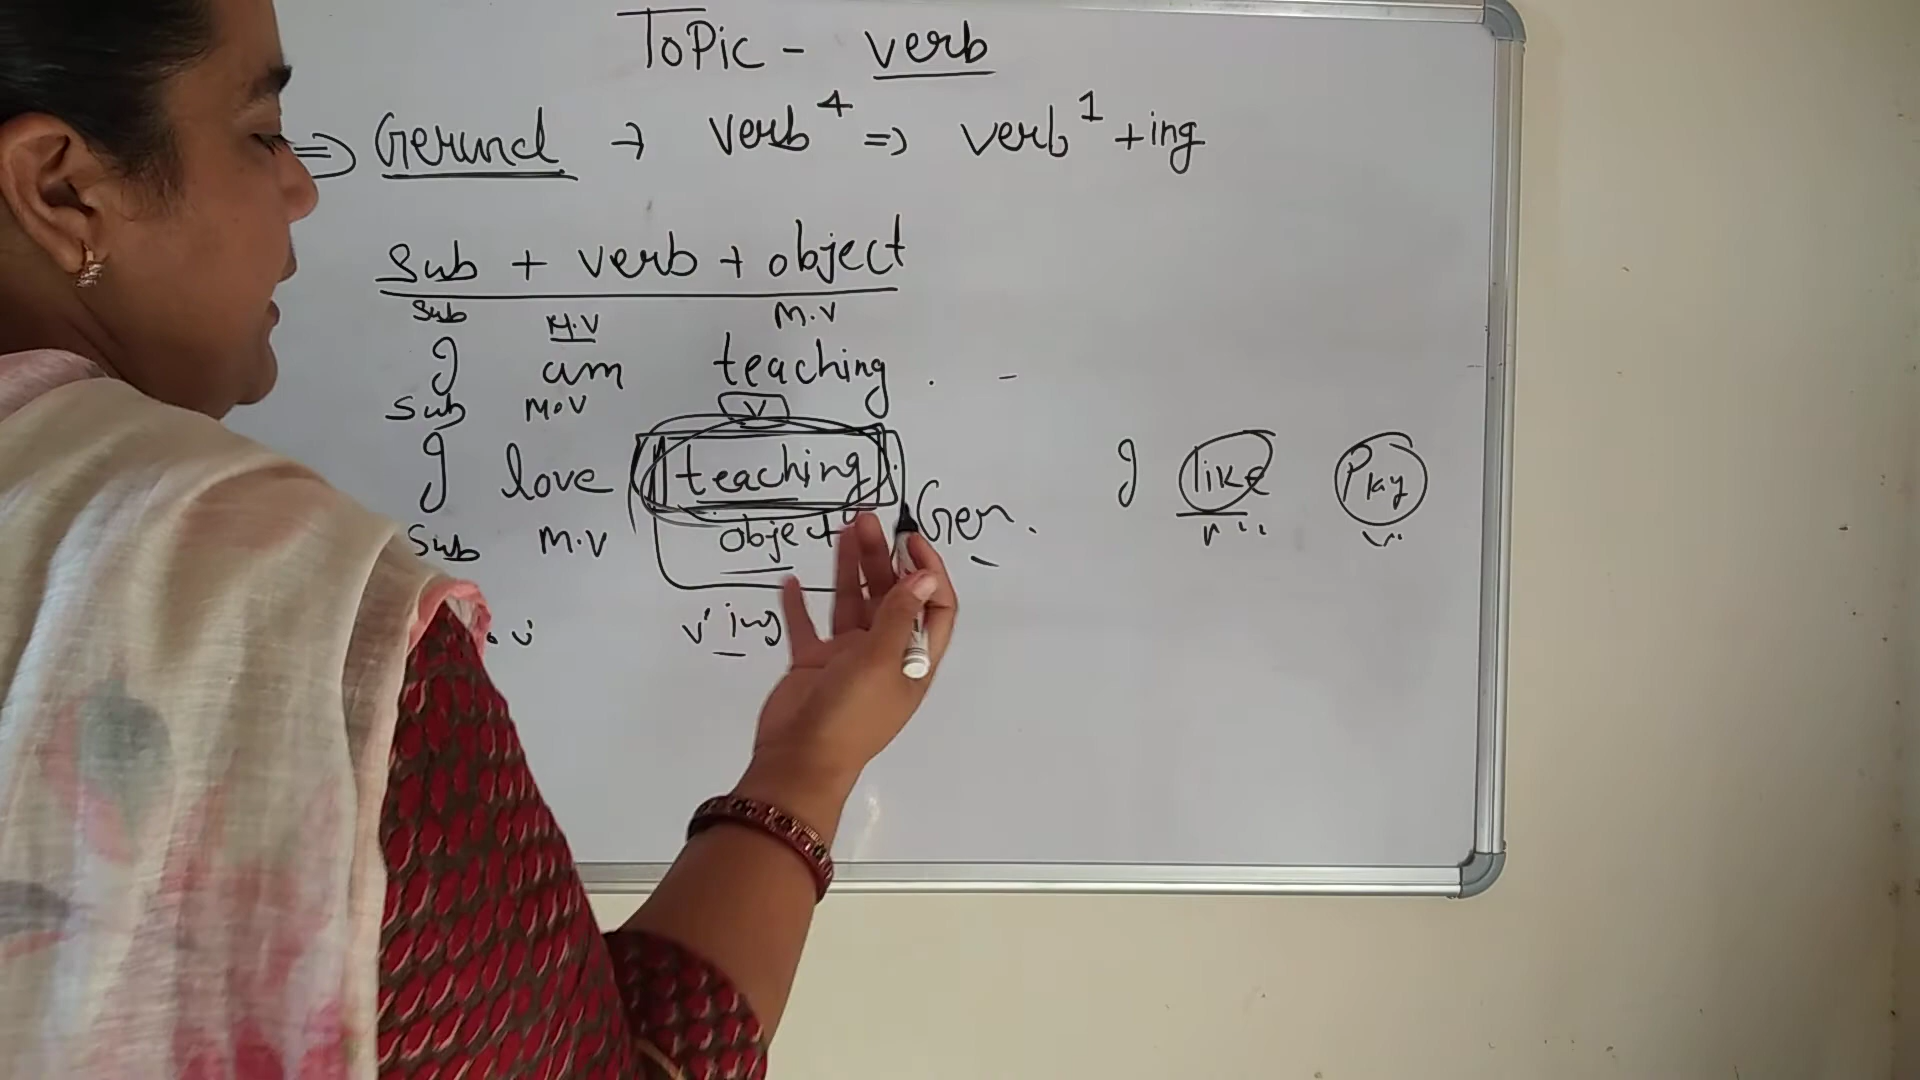 Topic - verb
⇒ Gerund → verb⁴ ⇒ verb¹ + ing
Sub + verb + object
Sub H.V M.V
I am teaching . -
Sub M.V V
I love teaching . Gen. I like Play
Sub M.V object v
. v v' ing